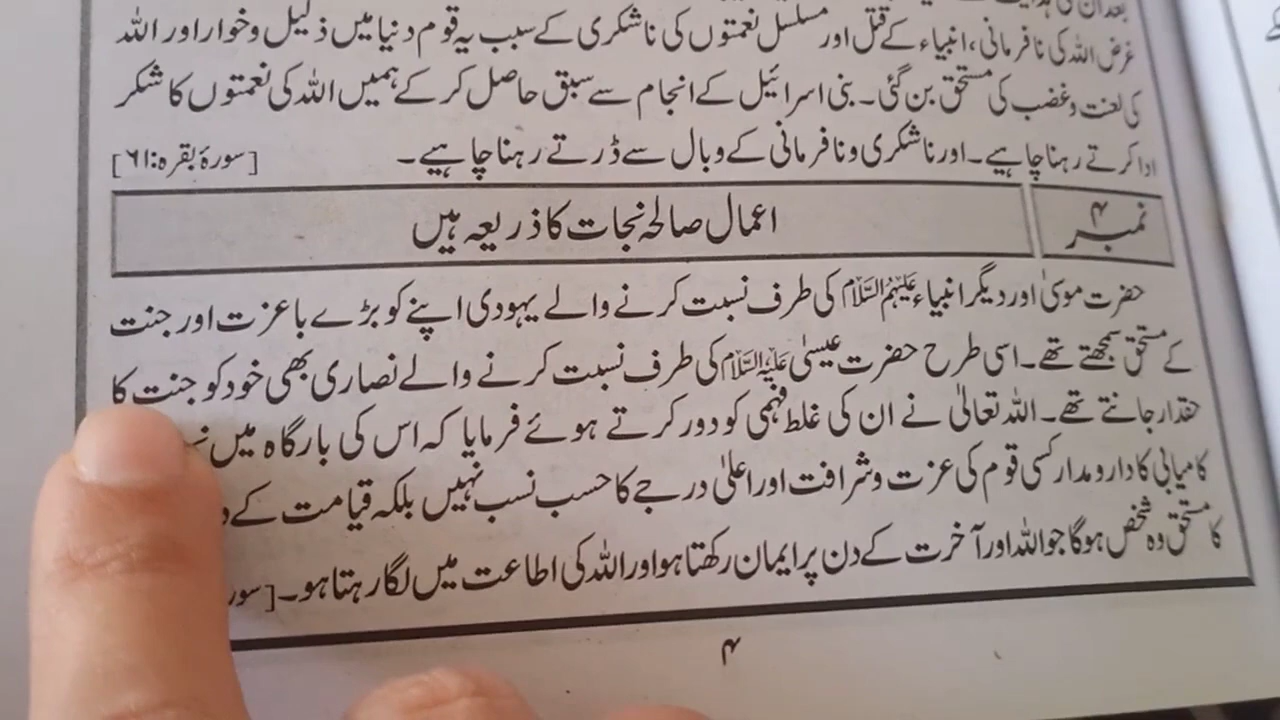 بعد ان کی
غرض اللہ کی نافرمانی، انبیاء کے قتل اور مسلسل نعمتوں کی ناشکری کے سبب یہ قوم دنیا میں ذلیل و خوار اور اللہ
کی لعنت و غضب کی مستحق بن گئی۔ بنی اسرائیل کے انجام سے سبق حاصل کر کے ہمیں اللہ کی نعمتوں کا شکر
ادا کرتے رہنا چاہیے۔ اور ناشکری و نافرمانی کے وبال سے ڈرتے رہنا چاہیے۔ [سورۂ بقرہ: ۶۱]
نمبر ۴ اعمال صالحہ نجات کا ذریعہ ہیں
حضرت موسیٰ اور دیگر انبیاء علیہم السلام کی طرف نسبت کرنے والے یہودی اپنے کو بڑے باعزت اور جنت
کے مستحق سمجھتے تھے۔ اسی طرح حضرت عیسیٰ علیہ السلام کی طرف نسبت کرنے والے نصاریٰ بھی خود کو جنت کا
حقدار جانتے تھے۔ اللہ تعالیٰ نے ان کی غلط فہمی کو دور کرتے ہوئے فرمایا کہ اس کی بارگاہ میں
کامیابی کا دارومدار کسی قوم کی عزت و شرافت اور اعلیٰ درجے کا حسب نسب نہیں بلکہ قیامت کے
کا مستحق وہ شخص ہوگا جو اللہ اور آخرت کے دن پر ایمان رکھتا ہو اور اللہ کی اطاعت میں لگا رہتا ہو۔ [سور
۴